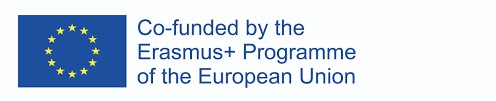 Co-funded by the
Erasmus+ Programme
of the European Union